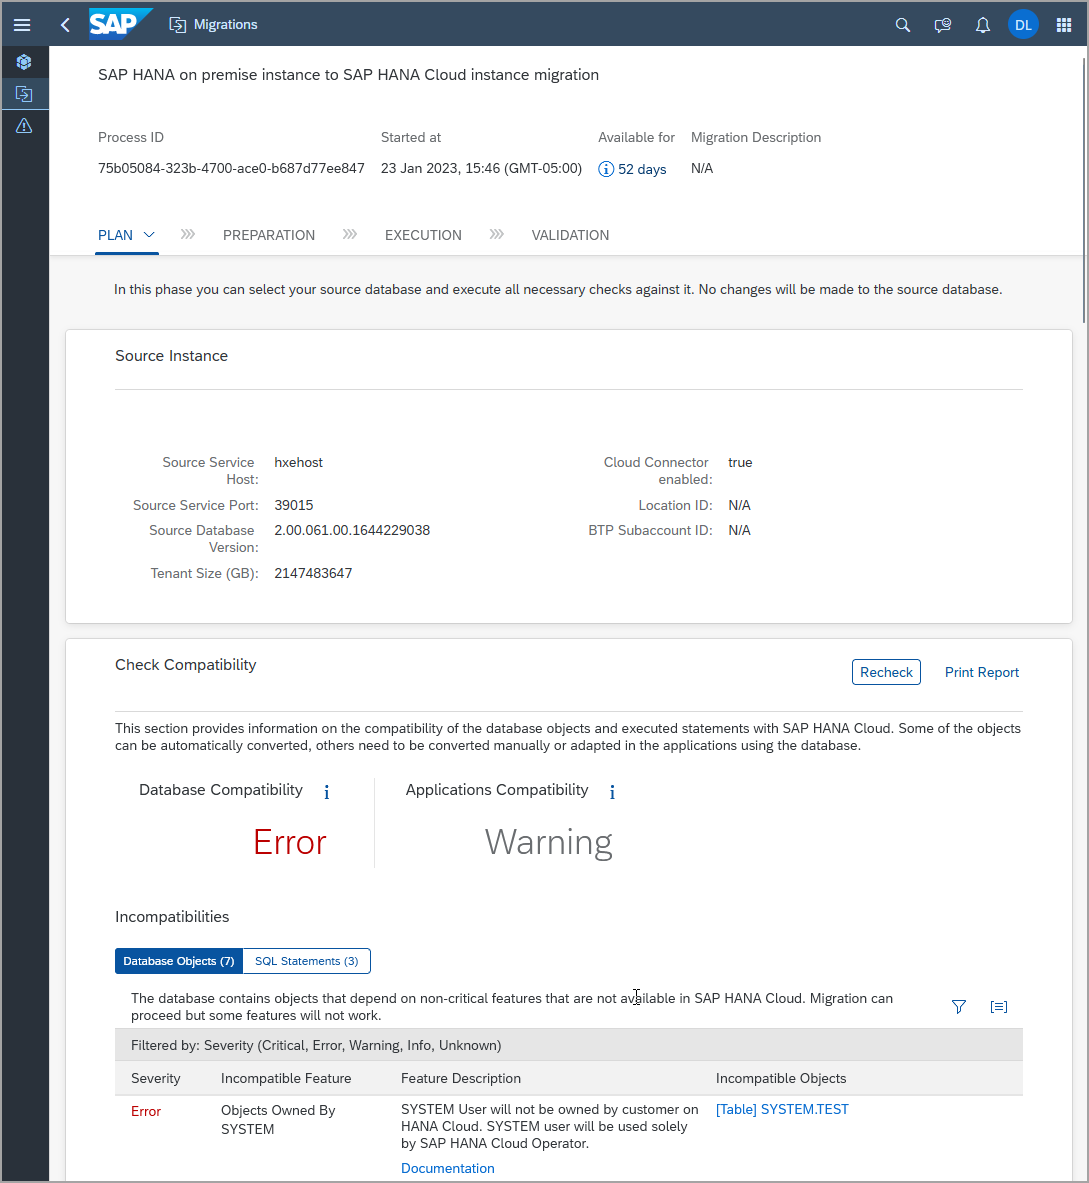 SAP Migrations DL
SAP HANA on premise instance to SAP HANA Cloud instance migration
Process ID Started at Available for Migration Description
75b05084-323b-4700-ace0-b687d77ee847 23 Jan 2023, 15:46 (GMT-05:00) 52 days N/A
PLAN PREPARATION EXECUTION VALIDATION
In this phase you can select your source database and execute all necessary checks against it. No changes will be made to the source database.
Source Instance
Source Service Host: hxehost
Source Service Port: 39015
Source Database Version: 2.00.061.00.1644229038
Tenant Size (GB): 2147483647
Cloud Connector enabled: true
Location ID: N/A
BTP Subaccount ID: N/A
Check Compatibility
Recheck Print Report
This section provides information on the compatibility of the database objects and executed statements with SAP HANA Cloud. Some of the objects
can be automatically converted, others need to be converted manually or adapted in the applications using the database.
Database Compatibility Applications Compatibility
Error Warning
Incompatibilities
Database Objects (7) SQL Statements (3)
The database contains objects that depend on non-critical features that are not available in SAP HANA Cloud. Migration can
proceed but some features will not work.
Filtered by: Severity (Critical, Error, Warning, Info, Unknown)
Severity Incompatible Feature Feature Description Incompatible Objects
Error Objects Owned By SYSTEM User will not be owned by customer on [Table] SYSTEM.TEST
SYSTEM HANA Cloud. SYSTEM user will be used solely
by SAP HANA Cloud Operator.
Documentation